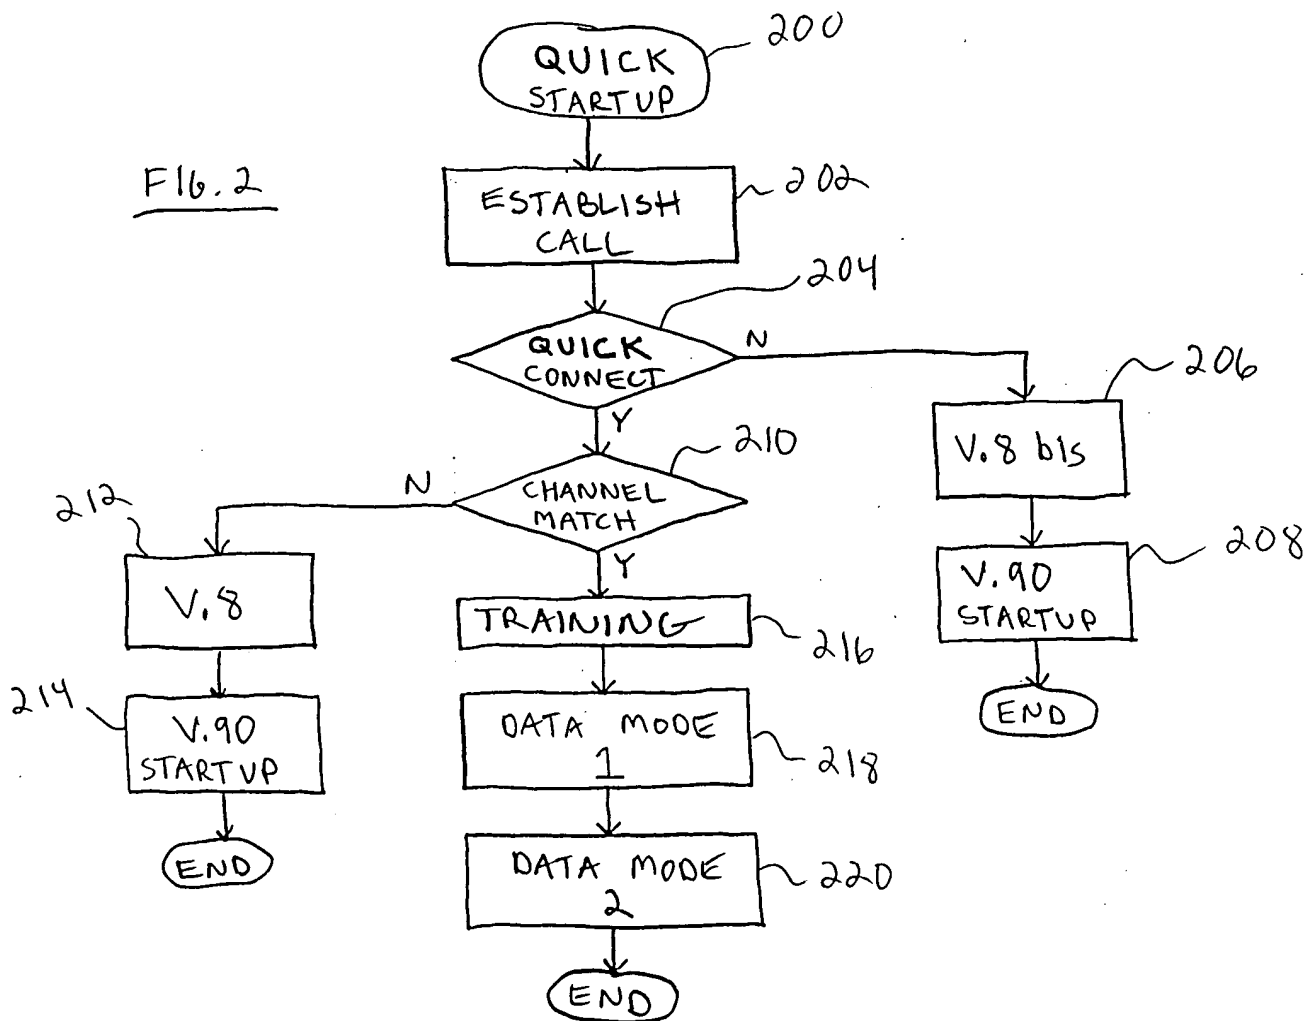 200
QUICK
STARTUP
FIG. 2
202
ESTABLISH
CALL
204
QUICK
CONNECT
N
Y
206
V.8 bis
210
CHANNEL
MATCH
N
Y
212
V.8
208
V.90
STARTUP
END
TRAINING
216
214
V.90
STARTUP
END
DATA MODE
1
218
DATA MODE
2
220
END